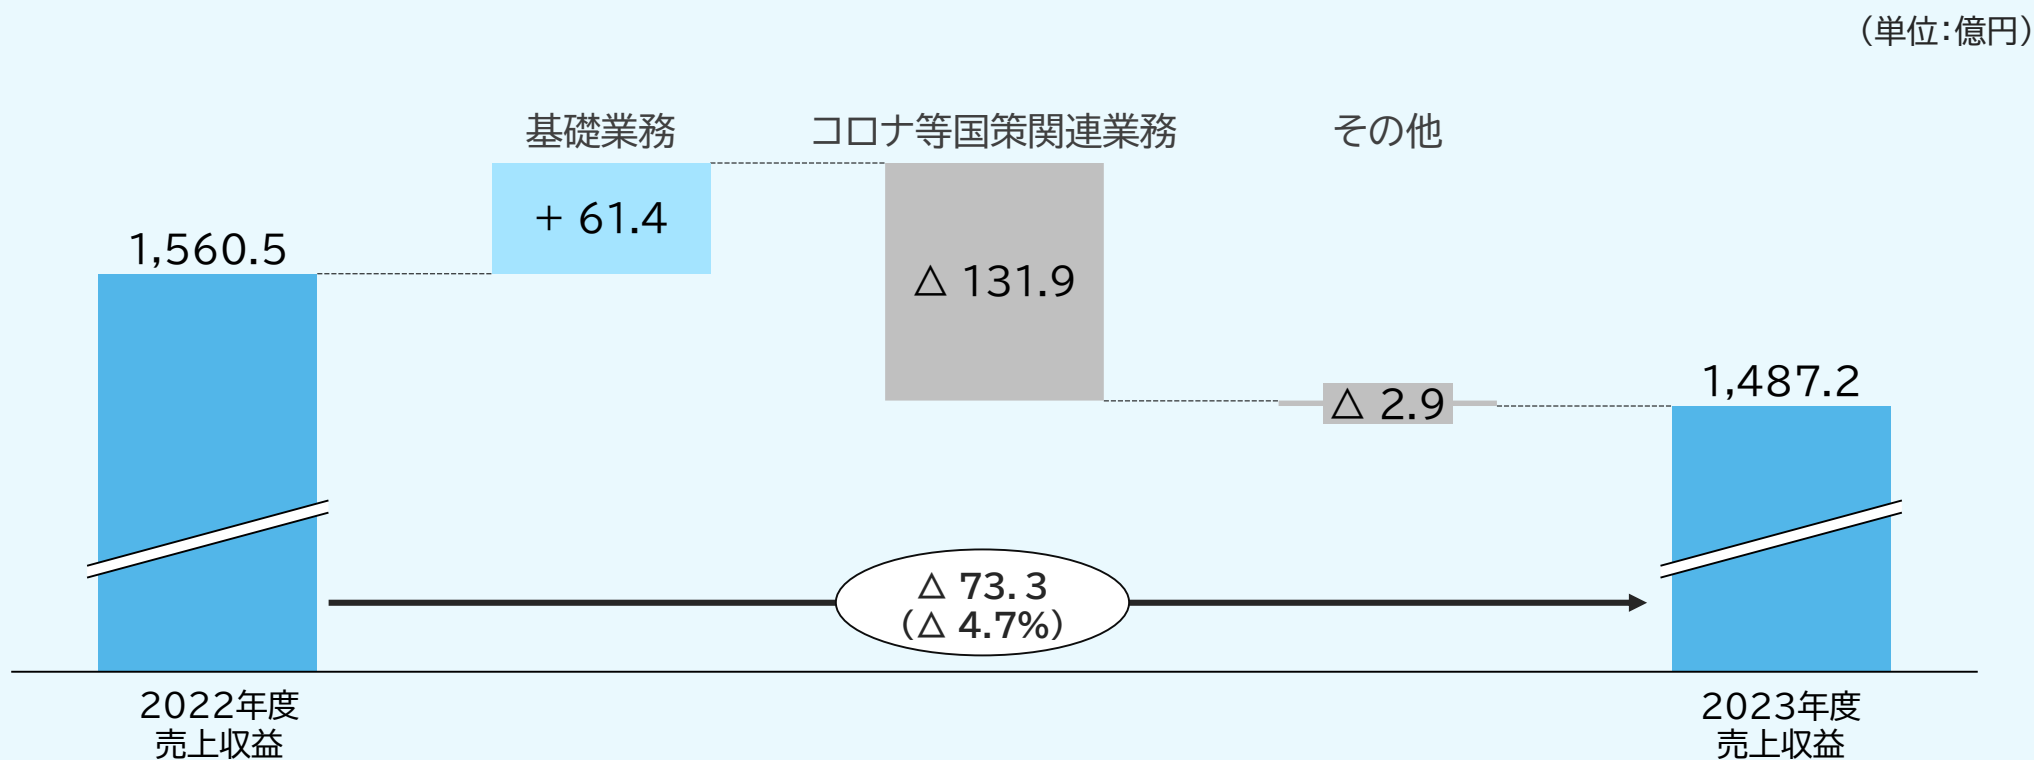 （単位：億円）
基礎業務
コロナ等国策関連業務
その他
+ 61.4
1,560.5
△ 131.9
1,487.2
△ 2.9
△ 73.3
（△ 4.7%）
2022年度
売上収益
2023年度
売上収益